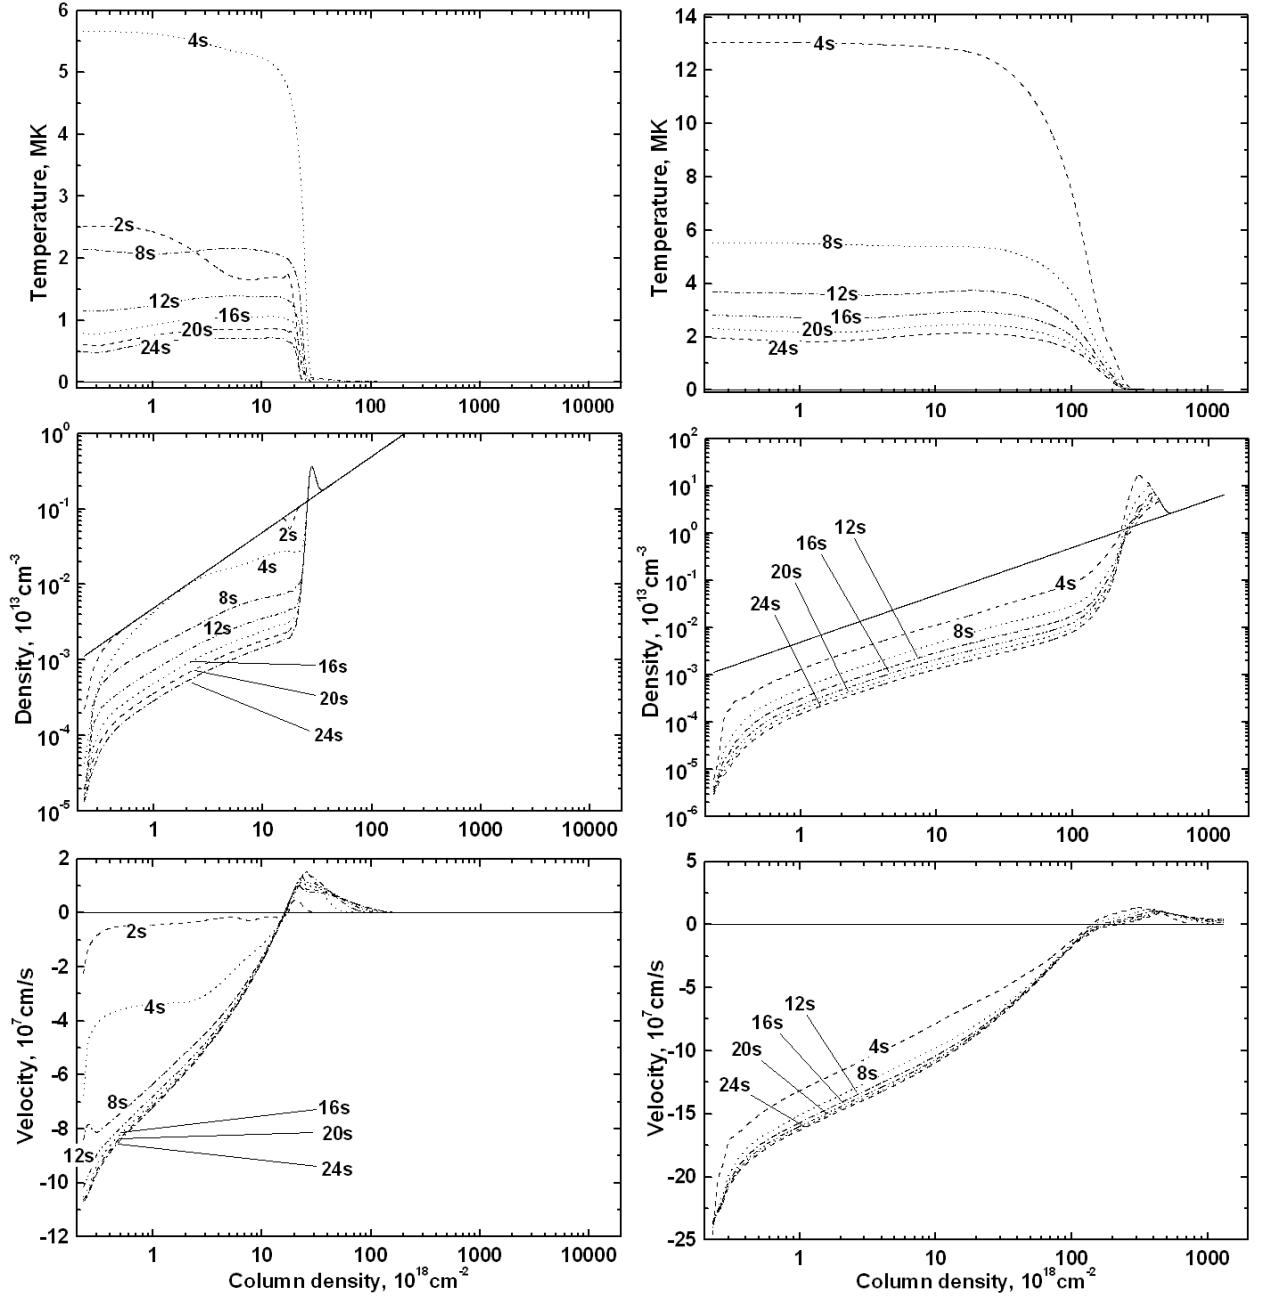 6
5
4
3
2
1
0
Temperature, MK
4s
2s
8s
12s
16s
20s
24s
1
10
100
1000
10000
14
12
10
8
6
4
2
0
Temperature, MK
4s
8s
12s
16s
20s
24s
1
10
100
1000
10^0
10^-1
10^-2
10^-3
10^-4
10^-5
Density, 10^13cm^-3
2s
4s
8s
12s
16s
20s
24s
1
10
100
1000
10000
10^2
10^1
10^0
10^-1
10^-2
10^-3
10^-4
10^-5
10^-6
Density, 10^13cm^-3
12s
16s
20s
24s
4s
8s
1
10
100
1000
2
0
-2
-4
-6
-8
-10
-12
Velocity, 10^7cm/s
2s
4s
8s
12s
16s
20s
24s
1
10
100
1000
10000
Column density, 10^18cm^-2
5
0
-5
-10
-15
-20
-25
Velocity, 10^7cm/s
12s
16s
20s
24s
4s
8s
1
10
100
1000
Column density, 10^18cm^-2